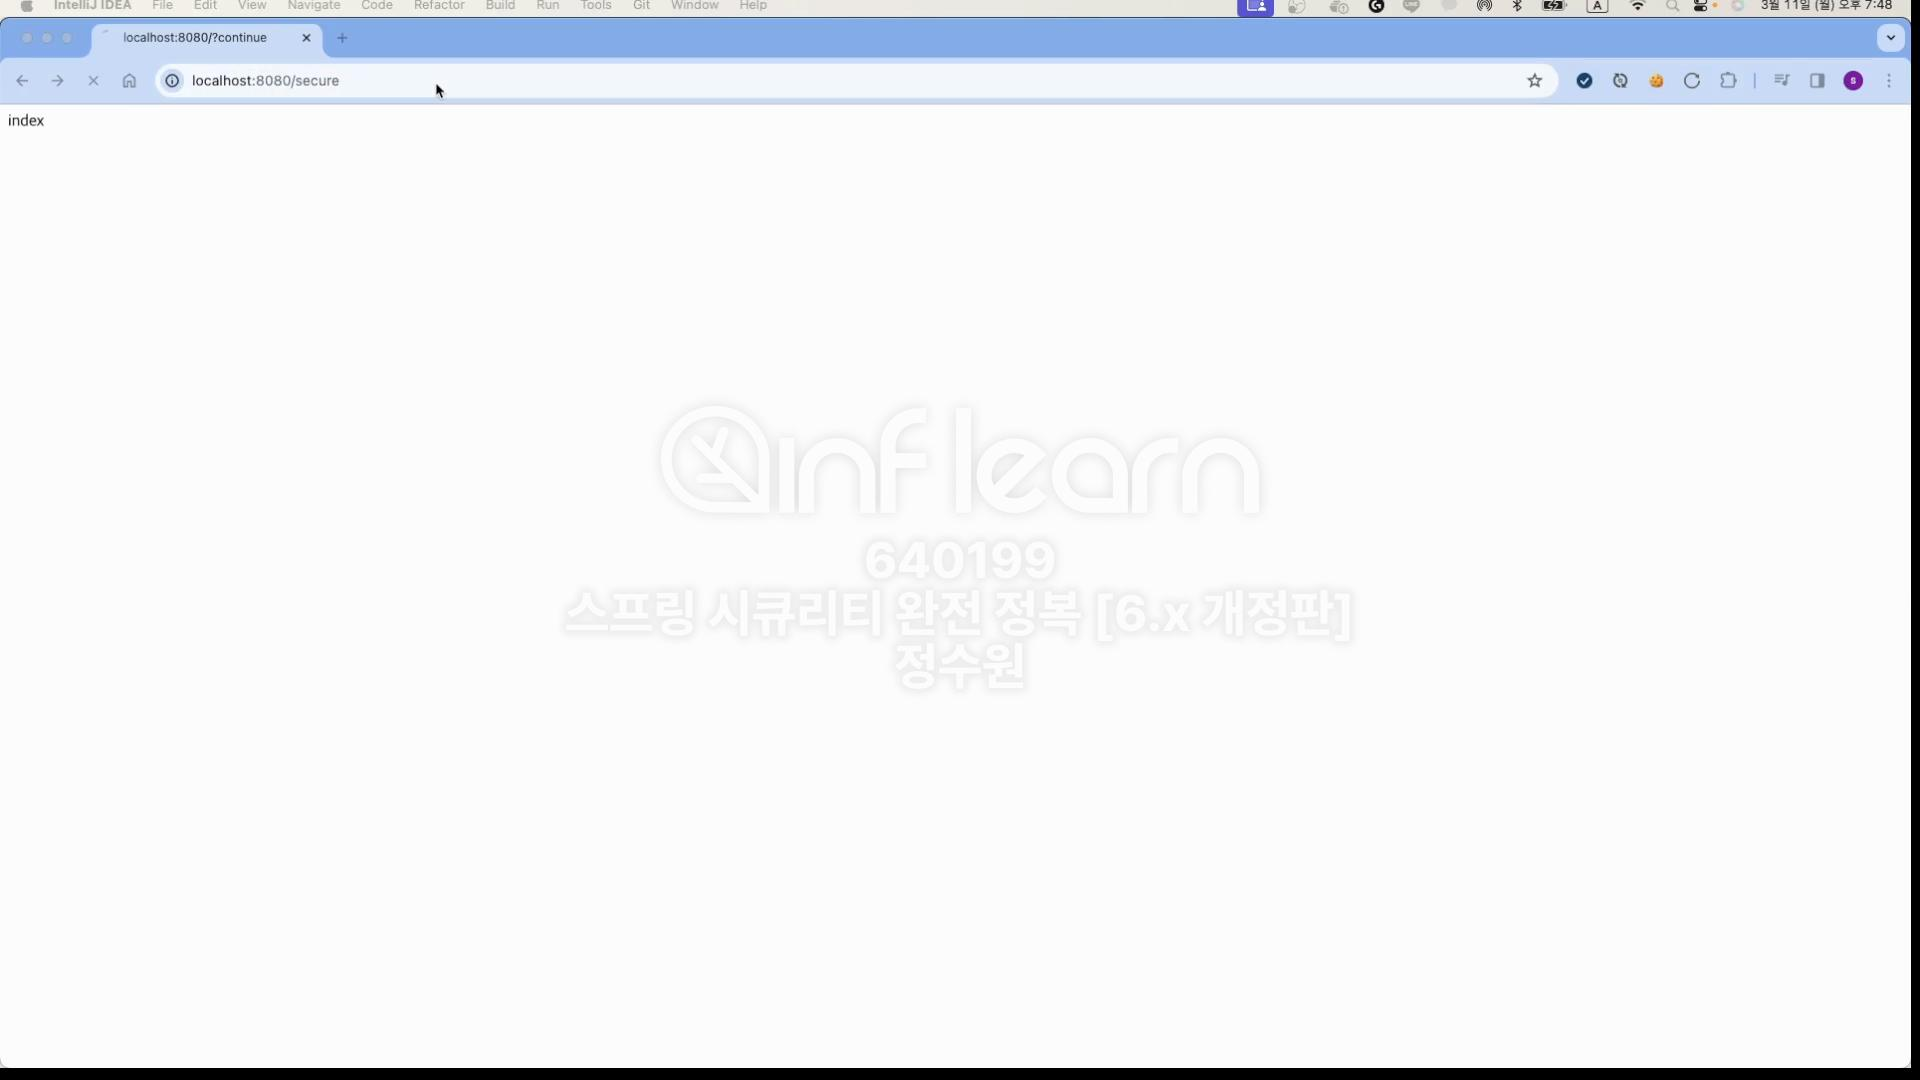 IntelliJ IDEA File Edit View Navigate Code Refactor Build Run Tools Git Window Help A 3월 11일 (월) 오후 7:48
localhost:8080/?continue
localhost:8080/secure S
index
inflearn
640199
스프링 시큐리티 완전 정복 [6.x 개정판]
정수원